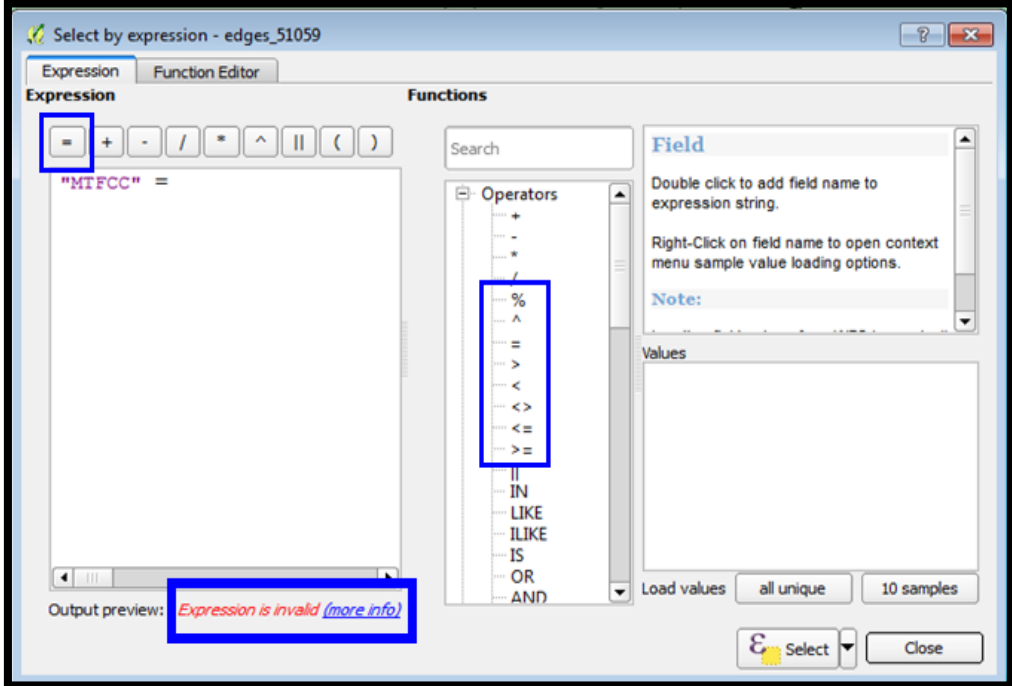 Select by expression - edges_51059
?
Expression Function Editor
Expression
Functions
= + - / * ^ || ( )
"MTFCC" =
Output preview: Expression is invalid (more info)
Search
Operators
+
-
*
/
%
^
=
>
<
<>
<=
>=
||
IN
LIKE
ILIKE
IS
OR
AND
Field
Double click to add field name to
expression string.
Right-Click on field name to open context
menu sample value loading options.
Note:
Values
Load values all unique 10 samples
Select Close